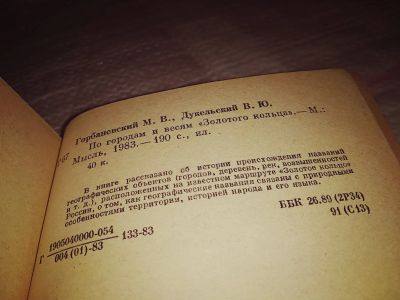 Горбаневский М. В., Дукельский В. Ю.
По городам и весям «Золотого кольца».—М.:
Мысль, 1983.—190 с., ил.
40 к.
В книге рассказано об истории происхождения названий
географических объектов (городов, деревень, рек, возвышенностей
и т. д.), расположенных на известном маршруте «Золотое кольцо»
России, о том, как географические названия связаны с природными
особенностями территории, историей народа и его языка.
Г 1905040000-054
004(01)-83
133-83
ББК 26.89 (2Р34)
91 (С13)